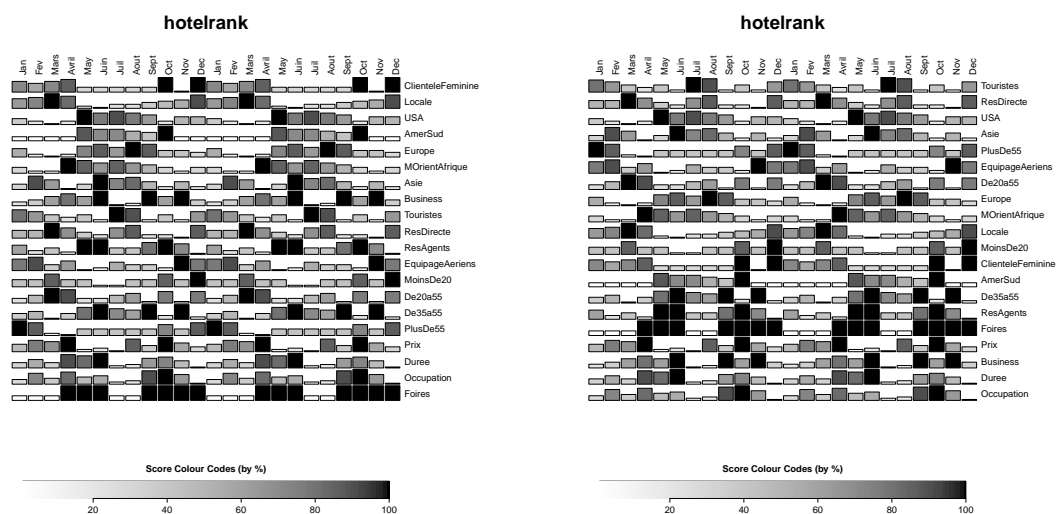 hotelrank
Jan Fev Mars Avril May Juin Juil Aout Sept Oct Nov Dec Jan Fev Mars Avril May Juin Juil Aout Sept Oct Nov Dec
ClienteleFeminine
Locale
USA
AmerSud
Europe
MOrientAfrique
Asie
Business
Touristes
ResDirecte
ResAgents
EquipageAeriens
MoinsDe20
De20a55
De35a55
PlusDe55
Prix
Duree
Occupation
Foires
Score Colour Codes (by %)
20 40 60 80 100
hotelrank
Jan Fev Mars Avril May Juin Juil Aout Sept Oct Nov Dec Jan Fev Mars Avril May Juin Juil Aout Sept Oct Nov Dec
Touristes
ResDirecte
USA
Asie
PlusDe55
EquipageAeriens
De20a55
Europe
MOrientAfrique
Locale
MoinsDe20
ClienteleFeminine
AmerSud
De35a55
ResAgents
Foires
Prix
Business
Duree
Occupation
Score Colour Codes (by %)
20 40 60 80 100